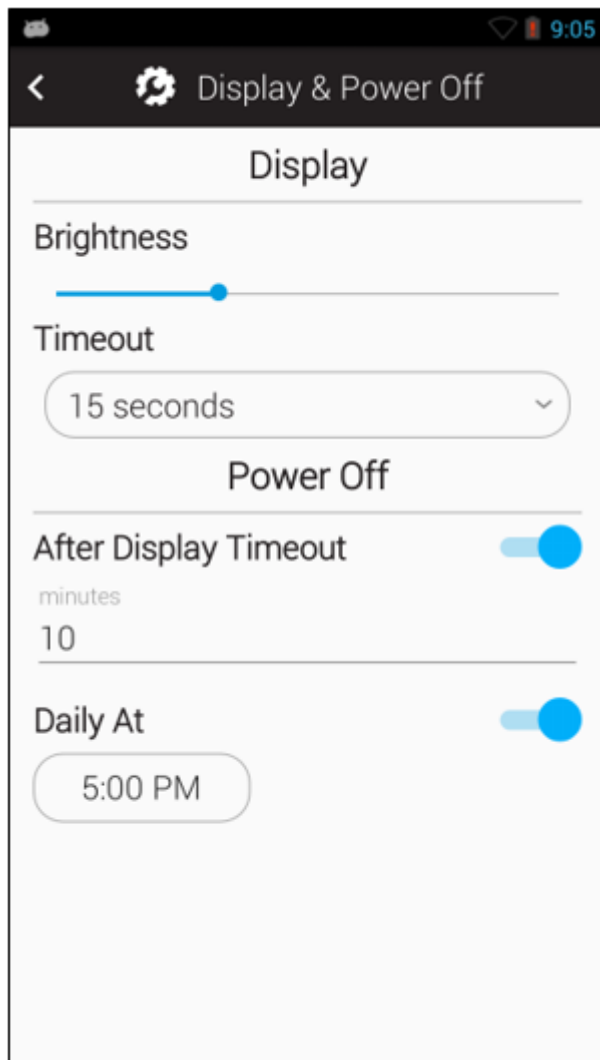 9:05
Display & Power Off
Display
Brightness
Timeout
15 seconds
Power Off
After Display Timeout
minutes
10
Daily At
5:00 PM